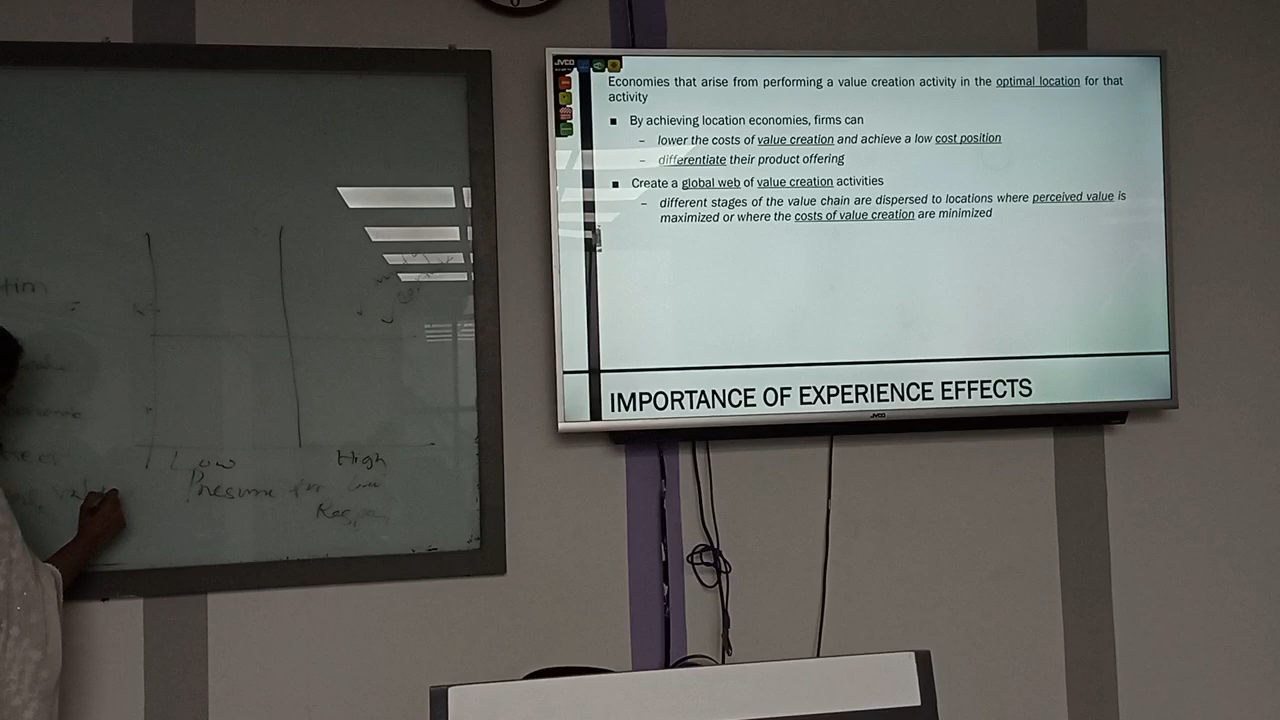 Low
High
JVCO
Economies that arise from performing a value creation activity in the optimal location for that
activity
■ By achieving location economies, firms can
– lower the costs of value creation and achieve a low cost position
– differentiate their product offering
■ Create a global web of value creation activities
– different stages of the value chain are dispersed to locations where perceived value is
maximized or where the costs of value creation are minimized
IMPORTANCE OF EXPERIENCE EFFECTS
JVCO